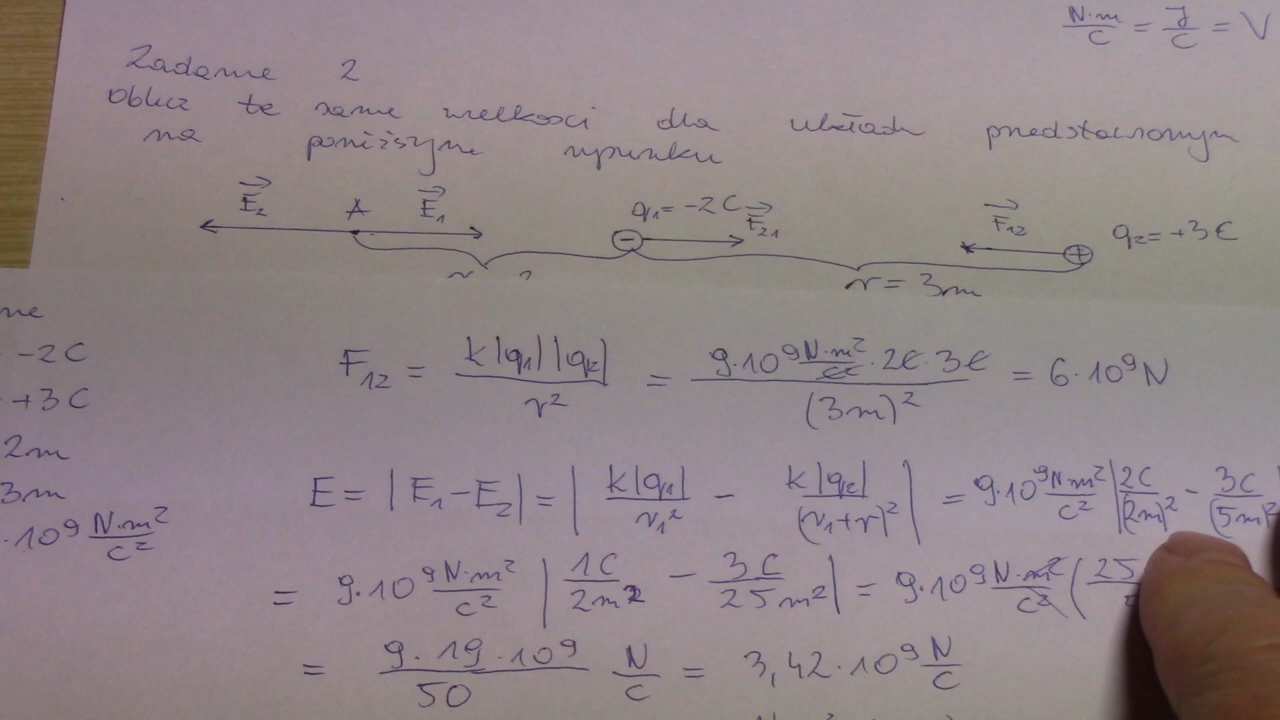 N·m/C = J/C = V
Zadanie 2
Oblicz te same wielkosci dla układu przedstawionym
na poniższym rysunku
E₂ A E₁ q₁= -2C F₂₁ F₁₂ q₂=+3C
r = 3m
-2C
+3C
2m
3m
·10⁹ N·m²/C²
F₁₂ = k|q₁||q₂|/r² = 9·10⁹ N·m²/C² ·2C·3C/(3m)² = 6·10⁹N
E = |E₁-E₂| = |k|q₁|/r₁² - k|q₂|/(r₁+r)²| = 9·10⁹ N·m²/C² |2C/(2m)² - 3C/(5m)²
= 9·10⁹ N·m²/C² |1C/2m² - 3C/25m²| = 9·10⁹ N·m²/C² (25
= 9·19·10⁹/50 N/C = 3,42·10⁹ N/C